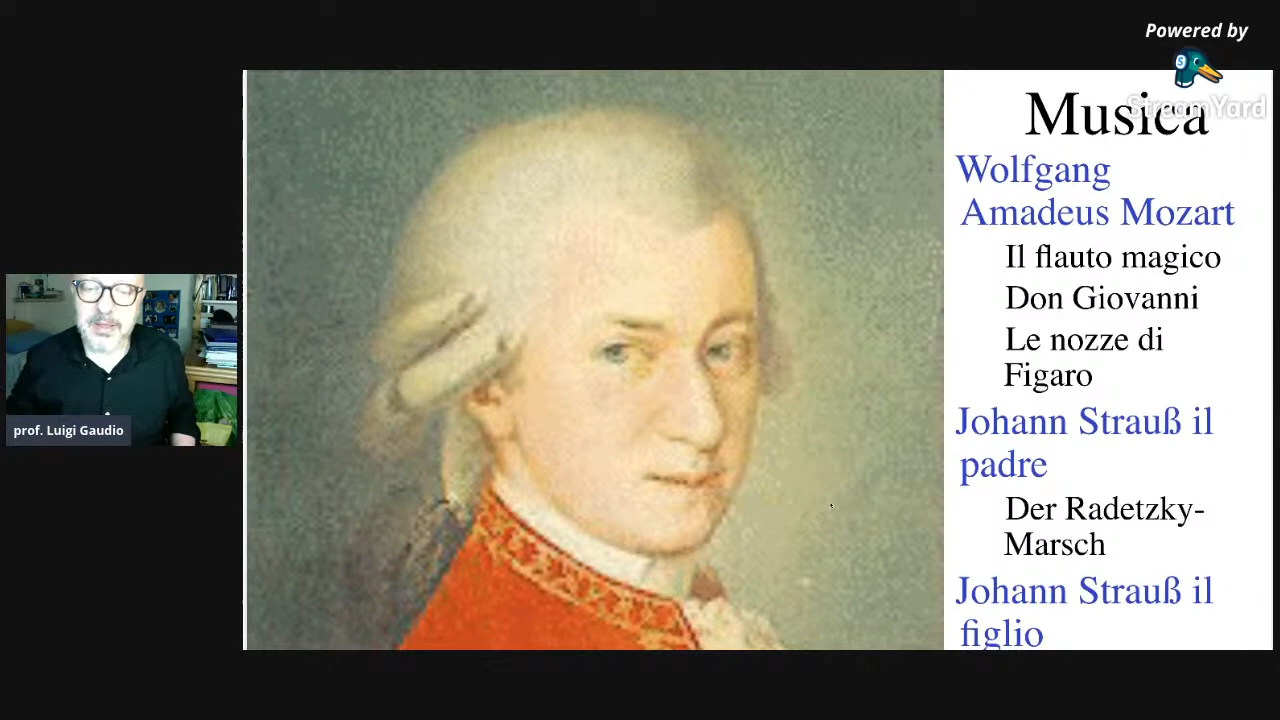 Powered by
StreamYard
Musica
Wolfgang
Amadeus Mozart
Il flauto magico
Don Giovanni
Le nozze di
Figaro
Johann Strauß il
padre
Der Radetzky-
Marsch
Johann Strauß il
figlio
prof. Luigi Gaudio